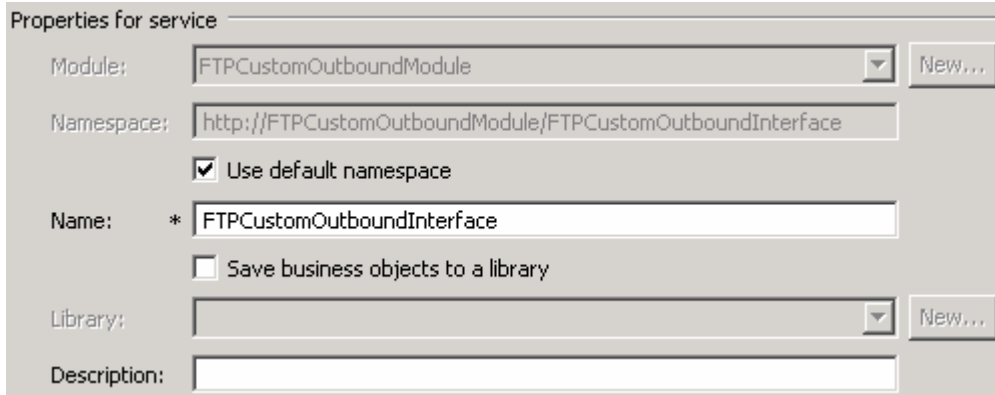 Properties for service
Module: FTPCustomOutboundModule New...
Namespace: http://FTPCustomOutboundModule/FTPCustomOutboundInterface
Use default namespace
Name: * FTPCustomOutboundInterface
Save business objects to a library
Library: New...
Description: